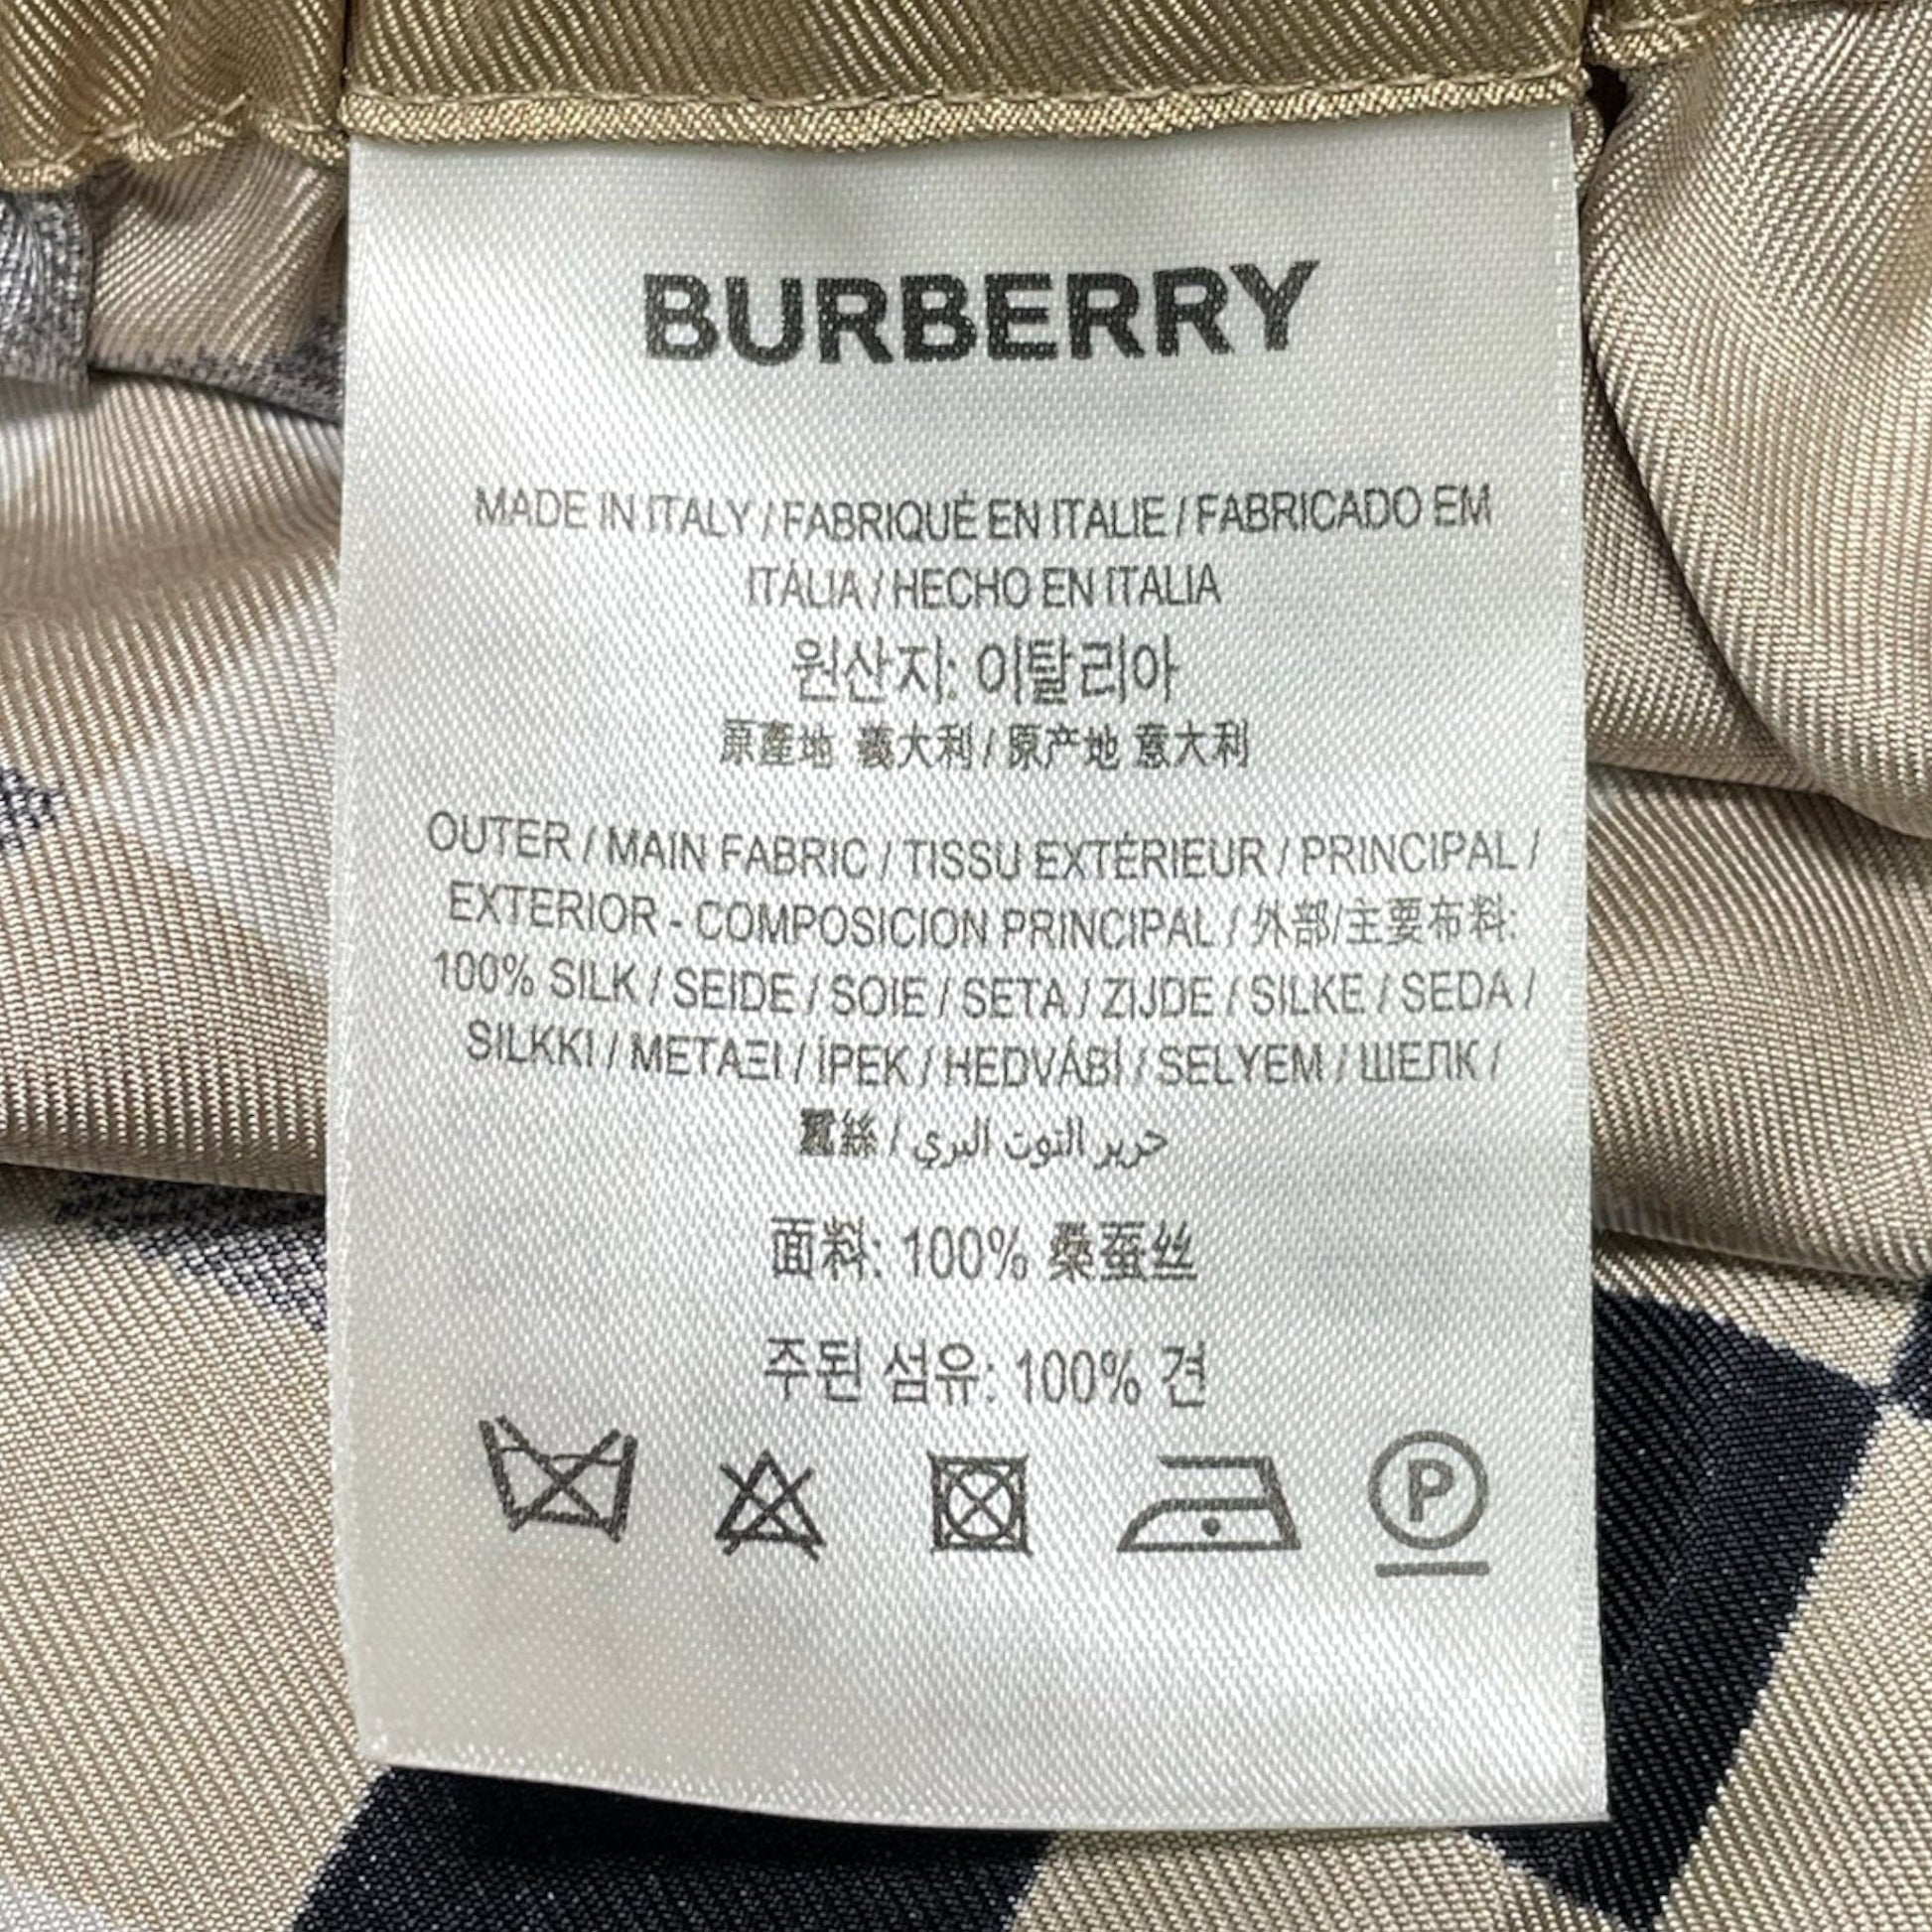 BURBERRY
MADE IN ITALY / FABRIQUÉ EN ITALIE / FABRICADO EM
ITÁLIA / HECHO EN ITALIA
원산지: 이탈리아
原產地 義大利 / 原产地 意大利
OUTER / MAIN FABRIC / TISSU EXTÉRIEUR / PRINCIPAL /
EXTERIOR - COMPOSICION PRINCIPAL / 外部/主要布料:
100% SILK / SEIDE / SOIE / SETA / ZIJDE / SILKE / SEDA /
SILKKI / ΜΕΤΑΞΙ / İPEK / HEDVÁBÍ / SELYEM / ШЕЛК /
蠶絲 / حرير التوت البري
面料: 100% 桑蚕丝
주된 섬유: 100% 견
P